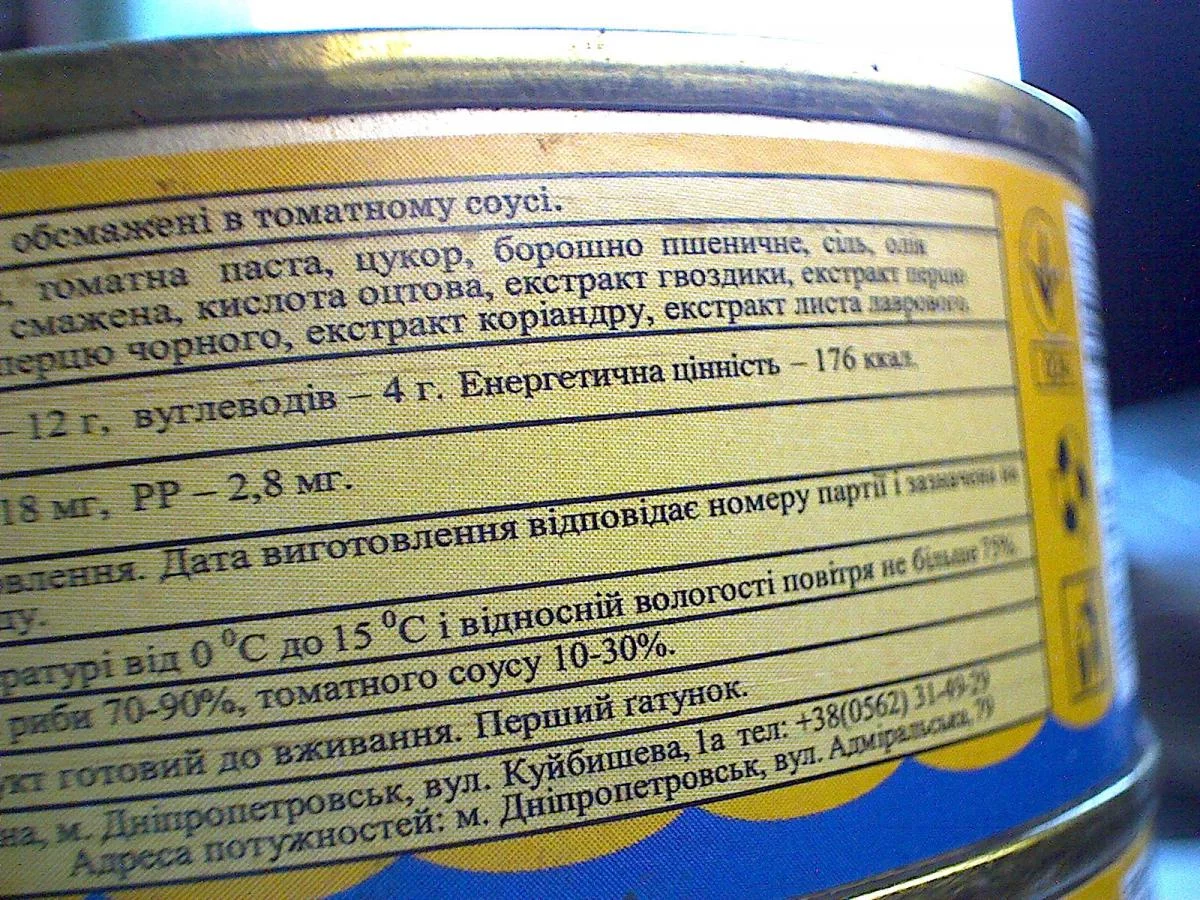 обсмажені в томатному соусі.
томатна паста, цукор, борошно пшеничне, сіль, олія
смажена, кислота оцтова, екстракт гвоздики, екстракт перцю
перцю чорного, екстракт коріандру, екстракт листа лаврового.
– 12 г, вуглеводів – 4 г. Енергетична цінність – 176 ккал.
18 мг, РР – 2,8 мг.
овлення. Дата виготовлення відповідає номеру партії і зазначена на
ду.
ратурі від 0 ⁰С до 15 ⁰С і відносній вологості повітря не більше 75%.
риби 70-90%, томатного соусу 10-30%.
укт готовий до вживання. Перший ґатунок.
на, м. Дніпропетровськ, вул. Куйбишева, 1а тел: +38(0562) 31-49-29
Адреса потужностей: м. Дніпропетровськ, вул. Адміральська, 79